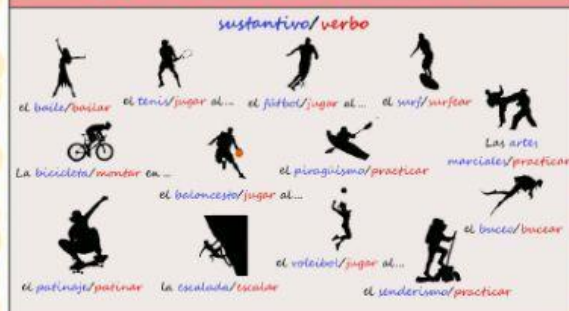 sustantivo/verbo
el baile/bailar
el tenis/jugar al...
el fútbol/jugar al...
el surf/surfear
Las artes
marciales/practicar
La bicicleta/montar en...
el baloncesto/jugar al...
el piragüismo/practicar
el buceo/bucear
el patinaje/patinar
la escalada/escalar
el voleibol/jugar al...
el senderismo/practicar